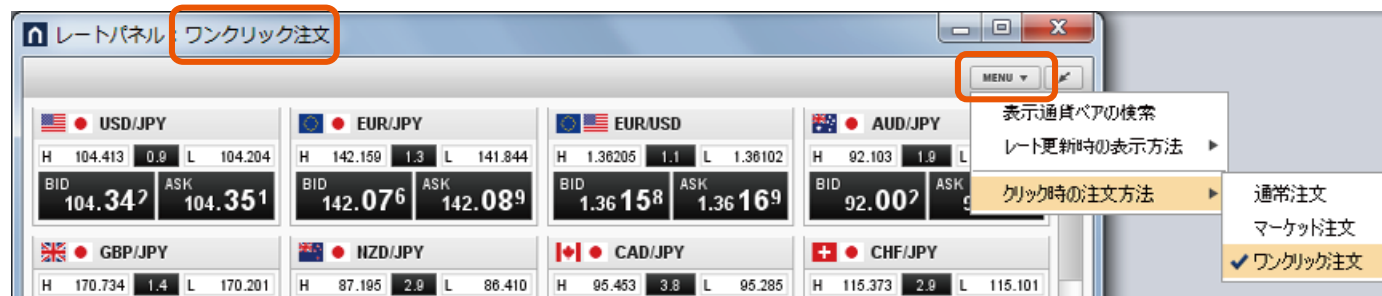 レートパネル：ワンクリック注文
MENU
表示通貨ペアの検索
レート更新時の表示方法
クリック時の注文方法
通常注文
マーケット注文
ワンクリック注文
USD/JPY
H 104.413 0.9 L 104.204
BID 104.342 ASK 104.351
EUR/JPY
H 142.159 1.3 L 141.844
BID 142.076 ASK 142.089
EUR/USD
H 1.36205 1.1 L 1.36102
BID 1.36158 ASK 1.36169
AUD/JPY
H 92.103 1.9 L
BID 92.002 ASK
GBP/JPY
H 170.734 1.4 L 170.201
NZD/JPY
H 87.195 2.9 L 86.410
CAD/JPY
H 95.453 3.8 L 95.285
CHF/JPY
H 115.373 2.9 L 115.101